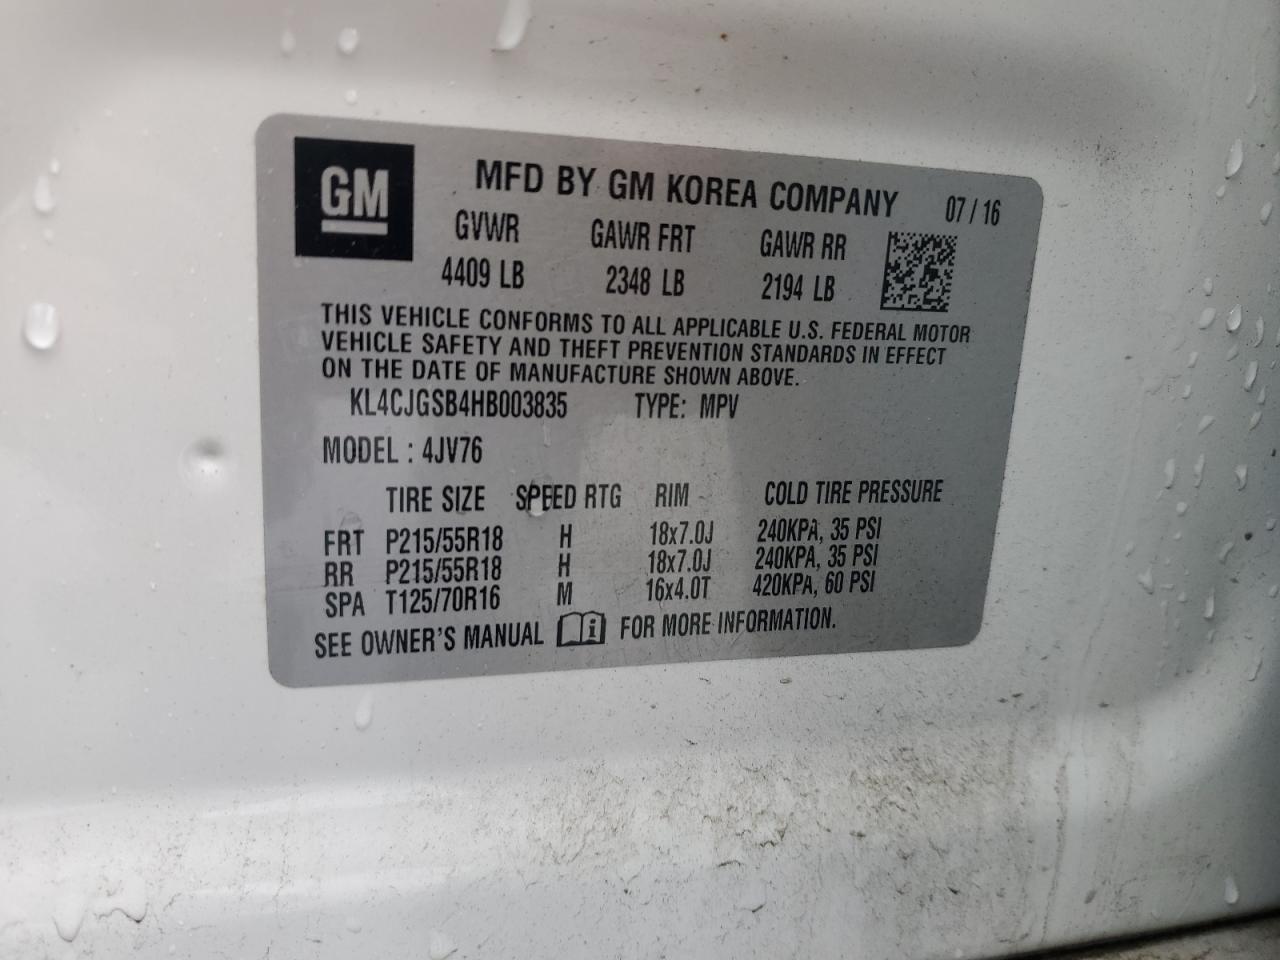 GM
MFD BY GM KOREA COMPANY 07 / 16
GVWR GAWR FRT GAWR RR
4409 LB 2348 LB 2194 LB
THIS VEHICLE CONFORMS TO ALL APPLICABLE U.S. FEDERAL MOTOR
VEHICLE SAFETY AND THEFT PREVENTION STANDARDS IN EFFECT
ON THE DATE OF MANUFACTURE SHOWN ABOVE.
KL4CJGSB4HB003835 TYPE: MPV
MODEL : 4JV76
TIRE SIZE SPEED RTG RIM COLD TIRE PRESSURE
FRT P215/55R18 H 18x7.0J 240KPA, 35 PSI
RR P215/55R18 H 18x7.0J 240KPA, 35 PSI
SPA T125/70R16 M 16x4.0T 420KPA, 60 PSI
SEE OWNER'S MANUAL i FOR MORE INFORMATION.